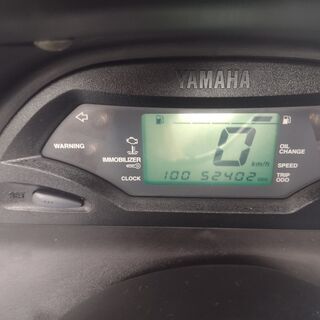 YAMAHA
WARNING
IMMOBILIZER
CLOCK
0
km/h
100 52402
OIL CHANGE
SPEED
TRIP
ODO